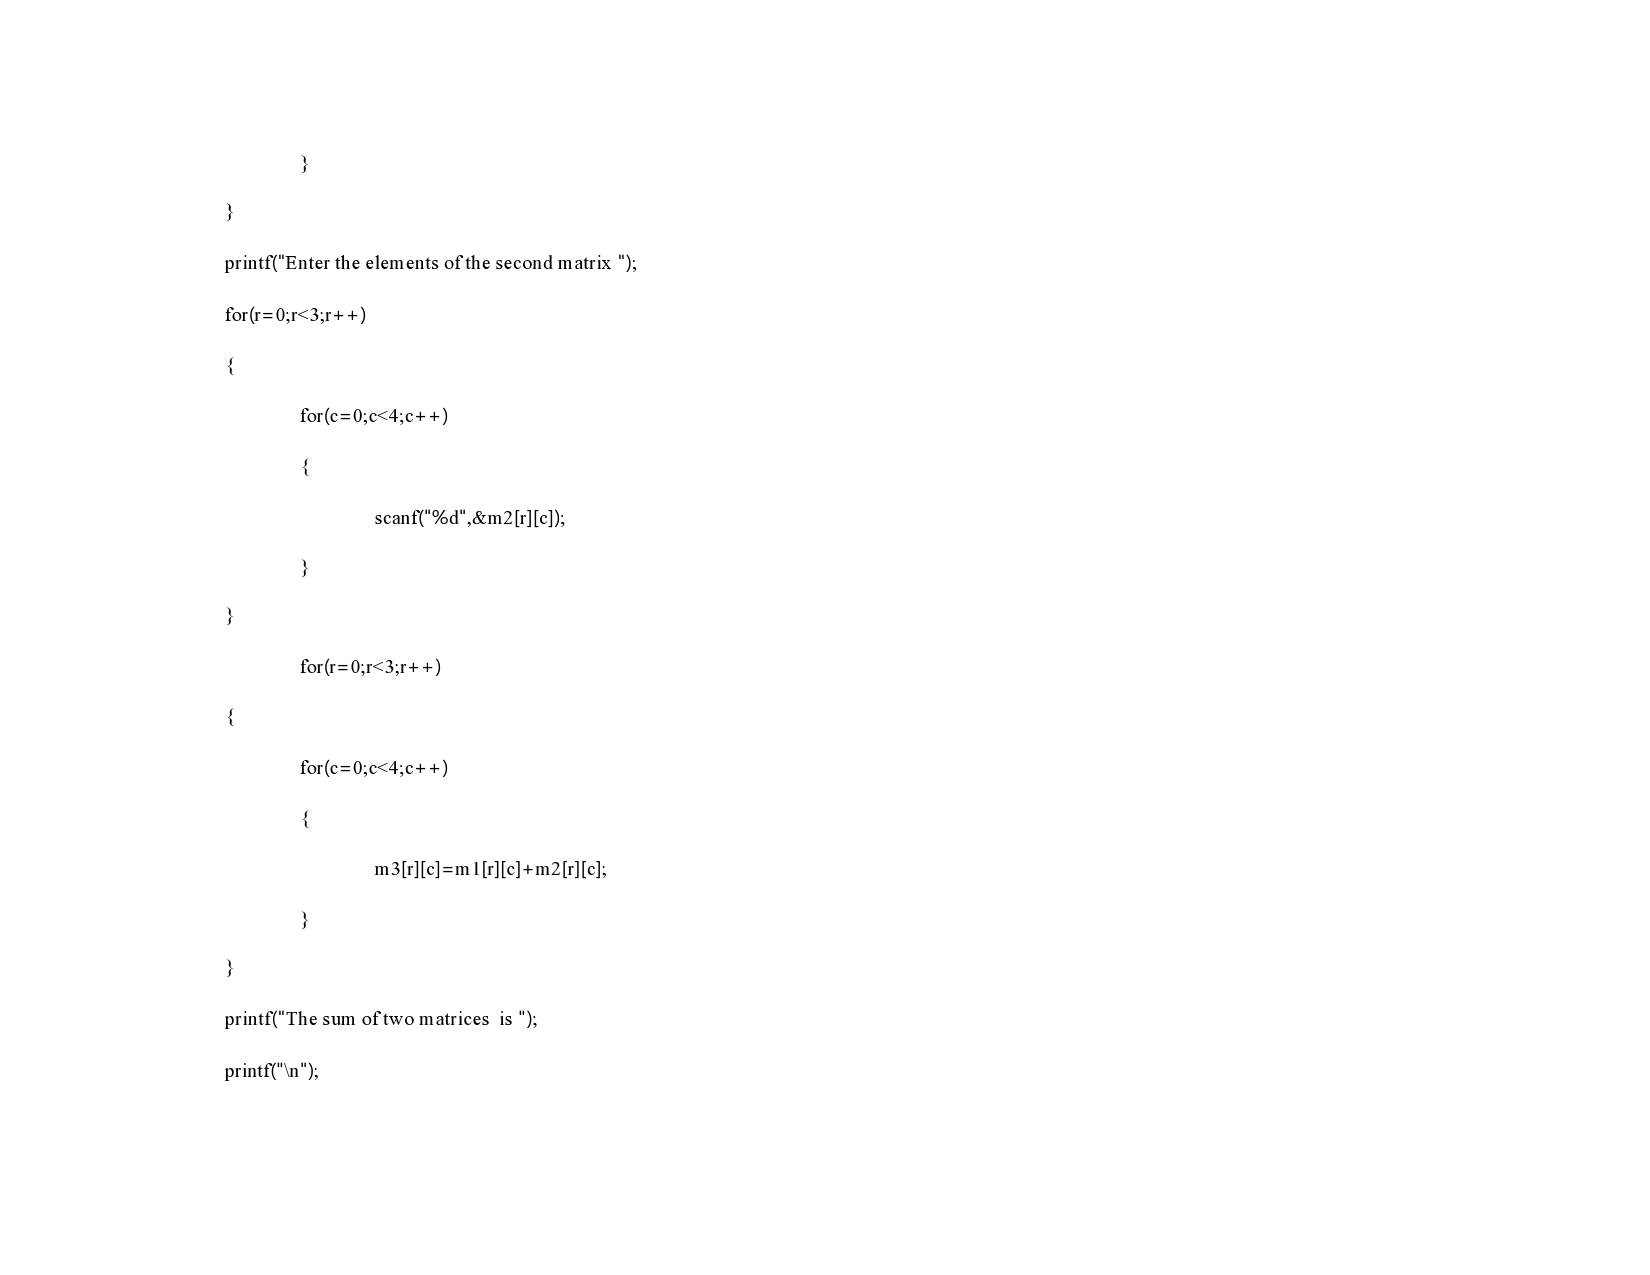 }
}
printf("Enter the elements of the second matrix ");
for(r=0;r<3;r++)
{
for(c=0;c<4;c++)
{
scanf("%d",&m2[r][c]);
}
}
for(r=0;r<3;r++)
{
for(c=0;c<4;c++)
{
m3[r][c]=m1[r][c]+m2[r][c];
}
}
printf("The sum of two matrices  is ");
printf("\n");